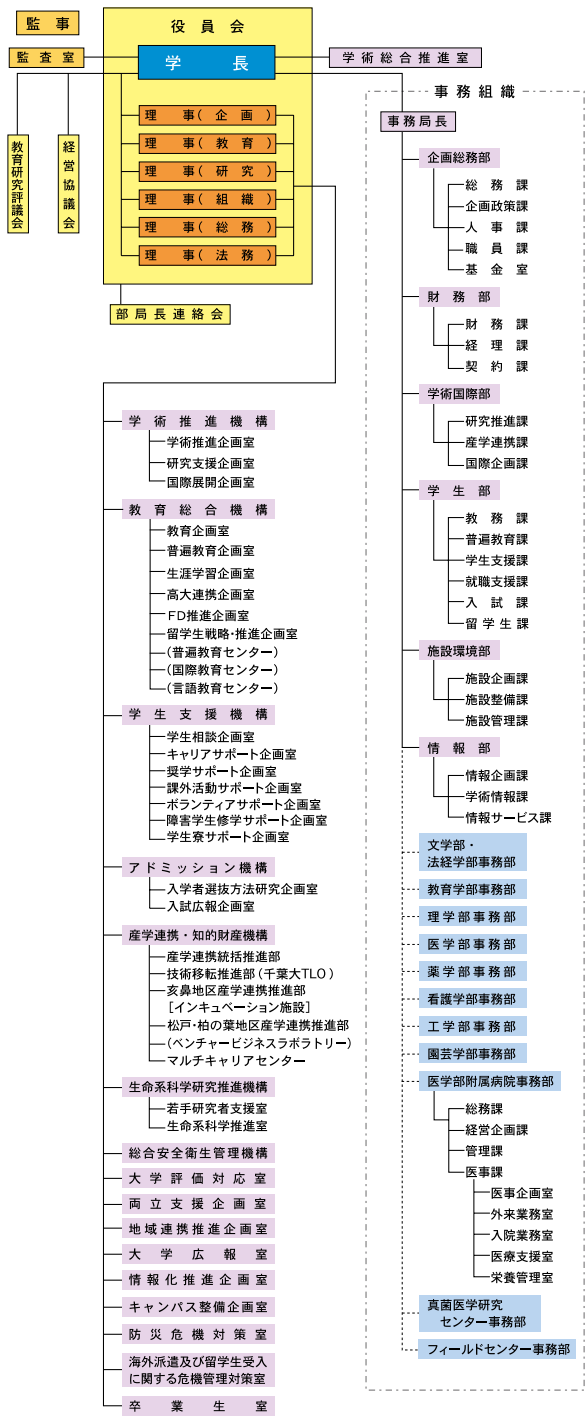 監事
役員会
監査室
学長
学術総合推進室
教育研究評議会
経営協議会
理事(企画)
理事(教育)
理事(研究)
理事(組織)
理事(総務)
理事(法務)
部局長連絡会
学術推進機構
学術推進企画室
研究支援企画室
国際展開企画室
教育総合機構
教育企画室
普遍教育企画室
生涯学習企画室
高大連携企画室
FD推進企画室
留学生戦略・推進企画室
(普遍教育センター)
(国際教育センター)
(言語教育センター)
学生支援機構
学生相談企画室
キャリアサポート企画室
奨学サポート企画室
課外活動サポート企画室
ボランティアサポート企画室
障害学生修学サポート企画室
学生寮サポート企画室
アドミッション機構
入学者選抜方法研究企画室
入試広報企画室
産学連携・知的財産機構
産学連携統括推進部
技術移転推進部(千葉大TLO)
亥鼻地区産学連携推進部
[インキュベーション施設]
松戸・柏の葉地区産学連携推進部
(ベンチャービジネスラボラトリー)
マルチキャリアセンター
生命系科学研究推進機構
若手研究者支援室
生命系科学推進室
総合安全衛生管理機構
大学評価対応室
両立支援企画室
地域連携推進企画室
大学広報室
情報化推進企画室
キャンパス整備企画室
防災危機対策室
海外派遣及び留学生受入
に関する危機管理対策室
卒業生室
事務組織
事務局長
企画総務部
総務課
企画政策課
人事課
職員課
基金室
財務部
財務課
経理課
契約課
学術国際部
研究推進課
産学連携課
国際企画課
学生部
教務課
普遍教育課
学生支援課
就職支援課
入試課
留学生課
施設環境部
施設企画課
施設整備課
施設管理課
情報部
情報企画課
学術情報課
情報サービス課
文学部・
法経学部事務部
教育学部事務部
理学部事務部
医学部事務部
薬学部事務部
看護学部事務部
工学部事務部
園芸学部事務部
医学部附属病院事務部
総務課
経営企画課
管理課
医事課
医事企画室
外来業務室
入院業務室
医療支援室
栄養管理室
真菌医学研究
センター事務部
フィールドセンター事務部